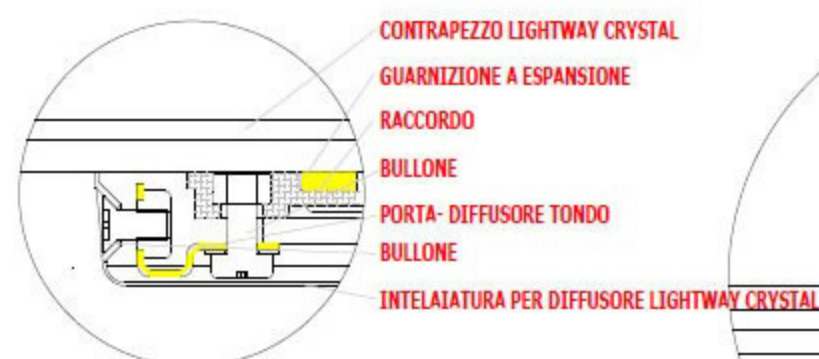 CONTRAPEZZO LIGHTWAY CRYSTAL
GUARNIZIONE A ESPANSIONE
RACCORDO
BULLONE
PORTA- DIFFUSORE TONDO
BULLONE
INTELAIATURA PER DIFFUSORE LIGHTWAY CRYSTAL